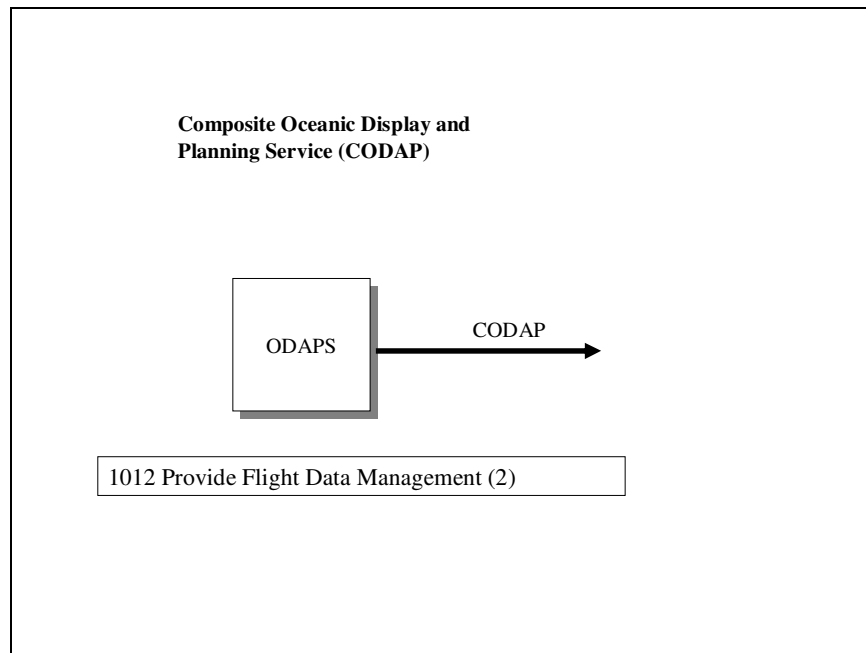 Composite Oceanic Display and
Planning Service (CODAP)
ODAPS
CODAP
1012 Provide Flight Data Management (2)